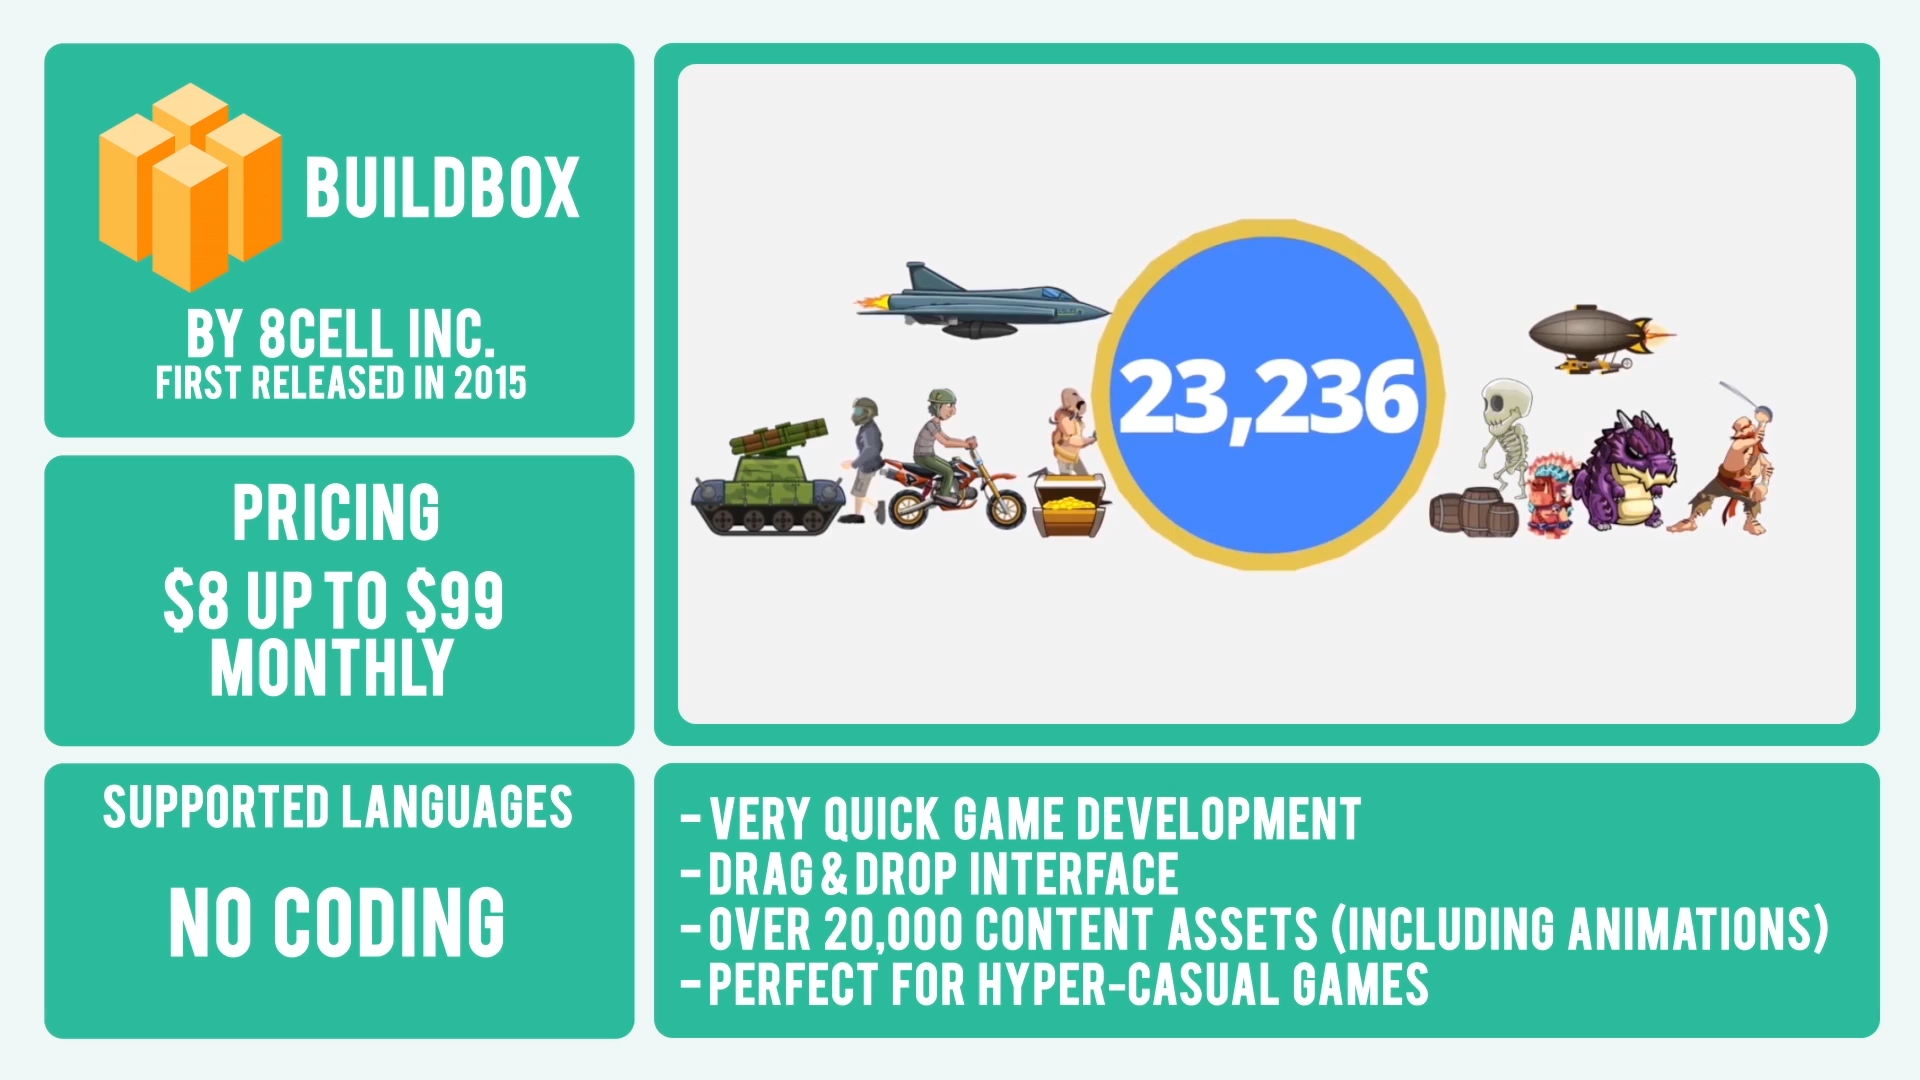 BUILDBOX
BY 8CELL INC.
FIRST RELEASED IN 2015
PRICING
$8 UP TO $99
MONTHLY
SUPPORTED LANGUAGES
NO CODING
23,236
- VERY QUICK GAME DEVELOPMENT
- DRAG & DROP INTERFACE
- OVER 20,000 CONTENT ASSETS (INCLUDING ANIMATIONS)
- PERFECT FOR HYPER-CASUAL GAMES